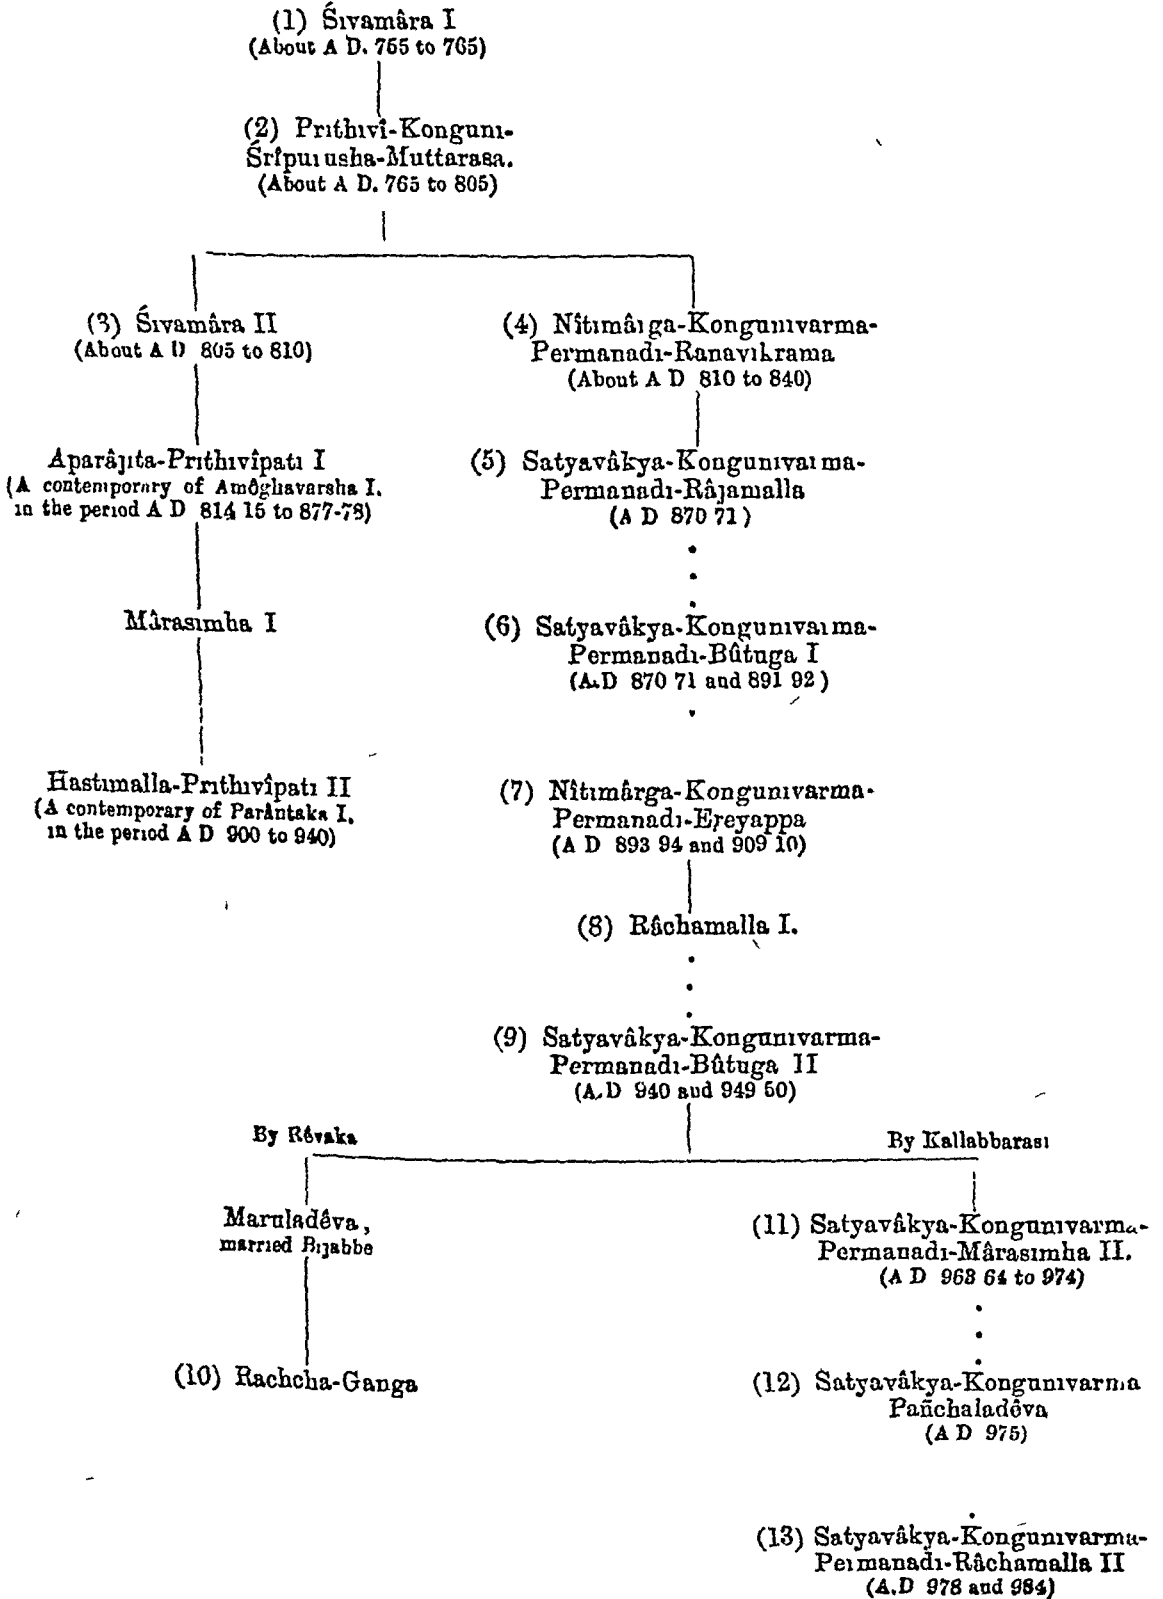 (1) Śivamâra I
(About A D. 755 to 765)
(2) Prithivî-Konguni-
Śrîpurusha-Muttarasa.
(About A D. 765 to 805)
(3) Śivamâra II
(About A D 805 to 810)
(4) Nîtimârga-Kongunivarma-
Permanadi-Ranavikrama
(About A D 810 to 840)
Aparâjita-Prithivîpati I
(A contemporary of Amôghavarsha I.
in the period A D 814 15 to 877-78)
(5) Satyavâkya-Kongunivarma-
Permanadi-Râjamalla
(A D 870 71)
Mârasimha I
(6) Satyavâkya-Kongunivarma-
Permanadi-Bûtuga I
(A.D 870 71 and 891 92)
Hastimalla-Prithivîpati II
(A contemporary of Parântaka I.
in the period A D 900 to 940)
(7) Nîtimârga-Kongunivarma-
Permanadi-Eṛeyappa
(A D 893 94 and 909 10)
(8) Râchamalla I.
(9) Satyavâkya-Kongunivarma-
Permanadi-Bûtuga II
(A.D 940 and 949 50)
By Rêvaka
By Kallabbarasi
Maruladêva,
married Bijabbe
(11) Satyavâkya-Kongunivarma-
Permanadi-Mârasimha II.
(A D 963 64 to 974)
(10) Rachcha-Ganga
(12) Satyavâkya-Kongunivarma
Pañchaladêva
(A D 975)
(13) Satyavâkya-Kongunivarma-
Permanadi-Râchamalla II
(A.D 978 and 984)